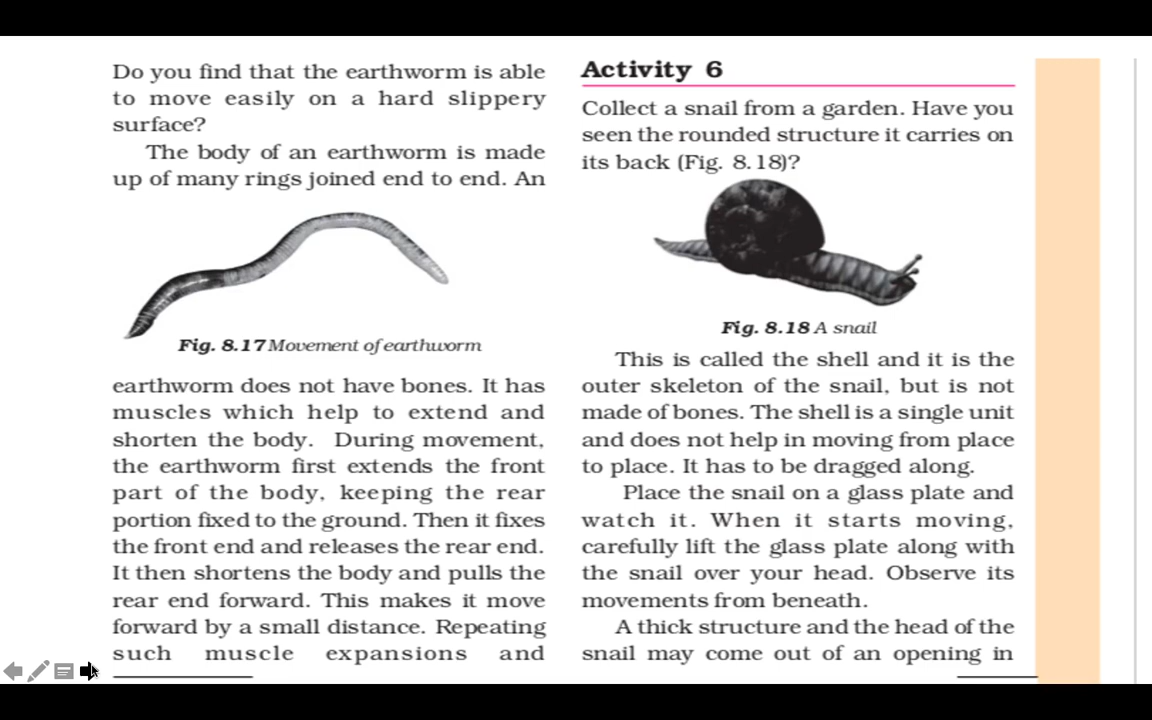 Do you find that the earthworm is able
to move easily on a hard slippery
surface?
The body of an earthworm is made
up of many rings joined end to end. An
Fig. 8.17 Movement of earthworm
earthworm does not have bones. It has
muscles which help to extend and
shorten the body. During movement,
the earthworm first extends the front
part of the body, keeping the rear
portion fixed to the ground. Then it fixes
the front end and releases the rear end.
It then shortens the body and pulls the
rear end forward. This makes it move
forward by a small distance. Repeating
such muscle expansions and
Activity 6
Collect a snail from a garden. Have you
seen the rounded structure it carries on
its back (Fig. 8.18)?
Fig. 8.18 A snail
This is called the shell and it is the
outer skeleton of the snail, but is not
made of bones. The shell is a single unit
and does not help in moving from place
to place. It has to be dragged along.
Place the snail on a glass plate and
watch it. When it starts moving,
carefully lift the glass plate along with
the snail over your head. Observe its
movements from beneath.
A thick structure and the head of the
snail may come out of an opening in